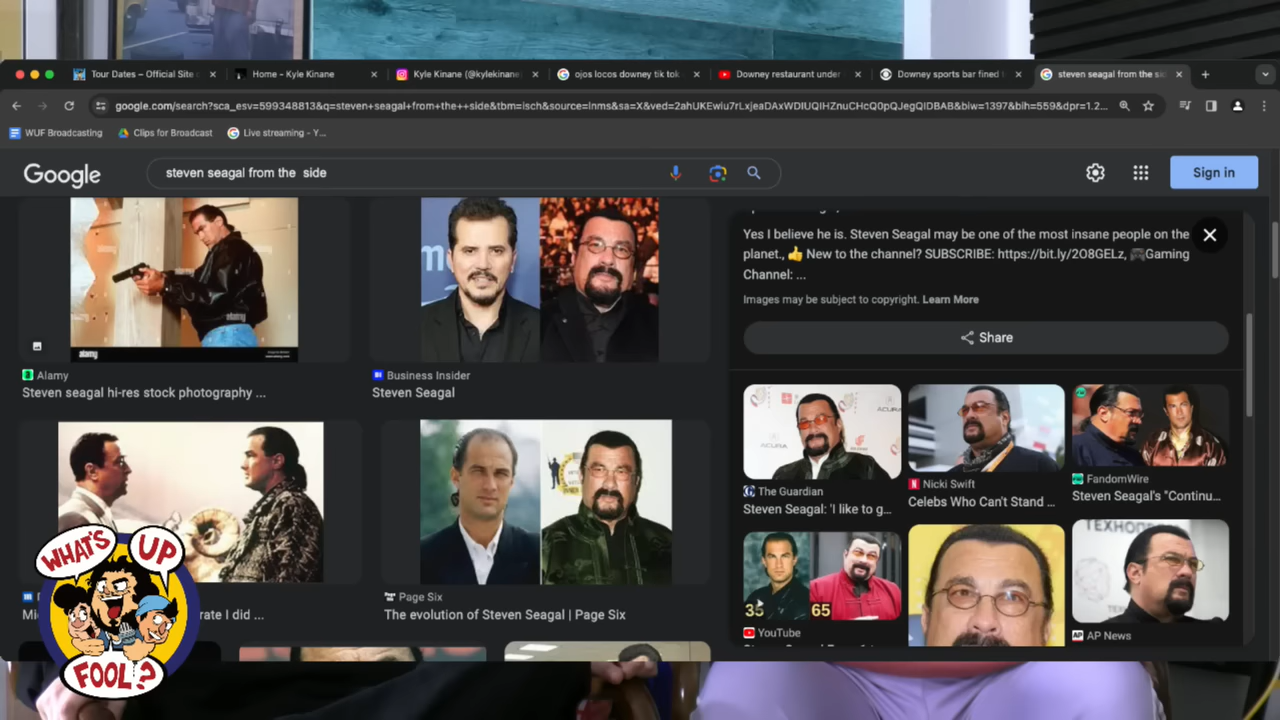 Tour Dates – Official Site
Home - Kyle Kinane
Kyle Kinane (@kylekinane
ojos locos downey tik tok
Downey restaurant under
Downey sports bar fined
steven seagal from the si
google.com/search?sca_esv=599348813&q=steven+seagal+from+the++side&tbm=isch&source=lnms&sa=X&ved=2ahUKEwiu7rLxjeaDAxWDIUQIHZnuCHcQ0pQJegQIDBAB&biw=1397&bih=559&dpr=1.2...
WUF Broadcasting
Clips for Broadcast
Live streaming - Y...
Google
steven seagal from the  side
Sign in
Yes I believe he is. Steven Seagal may be one of the most insane people on the
planet., 👍 New to the channel? SUBSCRIBE: https://bit.ly/2O8GELz, 🎮Gaming
Channel: ...
Images may be subject to copyright. Learn More
Share
alamy
alamy
Alamy
Steven seagal hi-res stock photography ...
m
Business Insider
Steven Seagal
ACURA
ACURA
The Guardian
Steven Seagal: 'I like to g...
Nicki Swift
Celebs Who Can't Stand ...
FandomWire
Steven Seagal's "Continu...
rate I did ...
Page Six
The evolution of Steven Seagal | Page Six
35
65
YouTube
ТЕХНОП
AP News
WHAT'S
UP
FOOL?